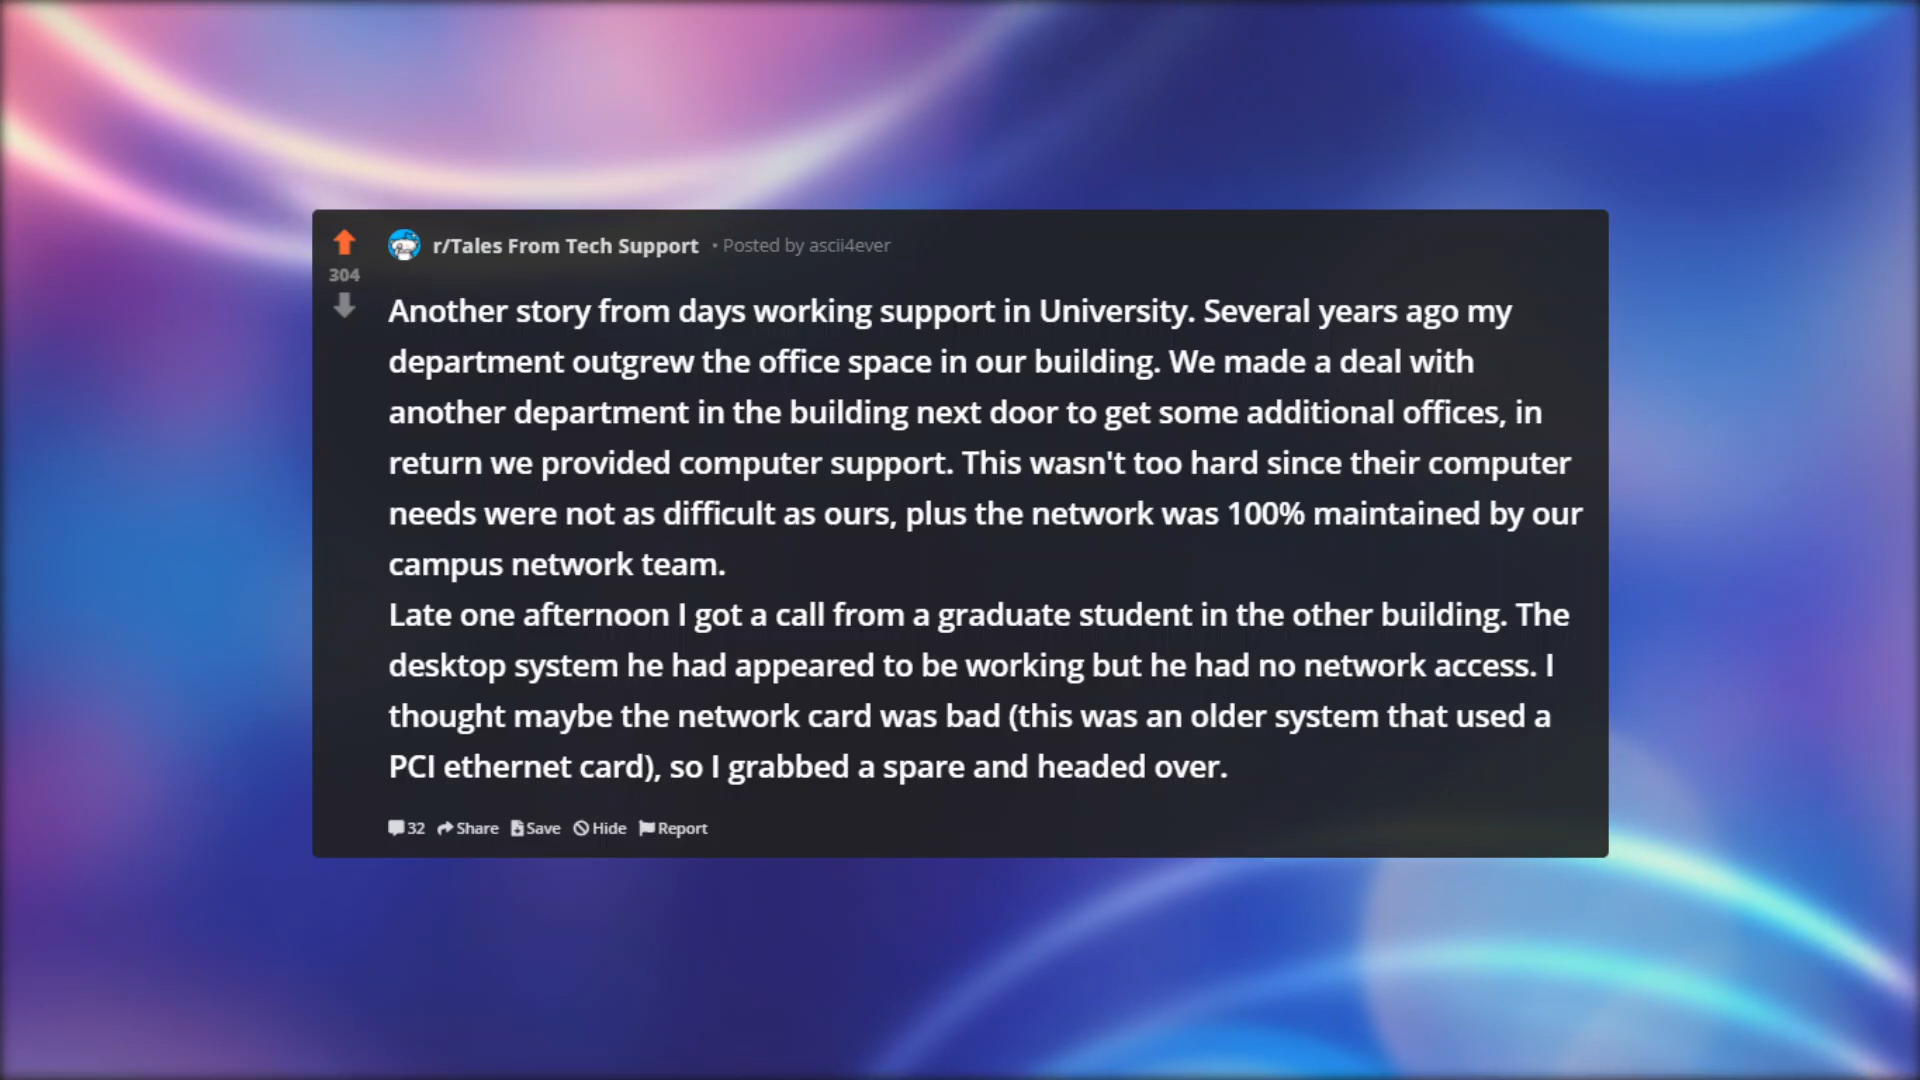 r/Tales From Tech Support • Posted by ascii4ever
304
Another story from days working support in University. Several years ago my
department outgrew the office space in our building. We made a deal with
another department in the building next door to get some additional offices, in
return we provided computer support. This wasn't too hard since their computer
needs were not as difficult as ours, plus the network was 100% maintained by our
campus network team.
Late one afternoon I got a call from a graduate student in the other building. The
desktop system he had appeared to be working but he had no network access. I
thought maybe the network card was bad (this was an older system that used a
PCI ethernet card), so I grabbed a spare and headed over.
32 Share Save Hide Report